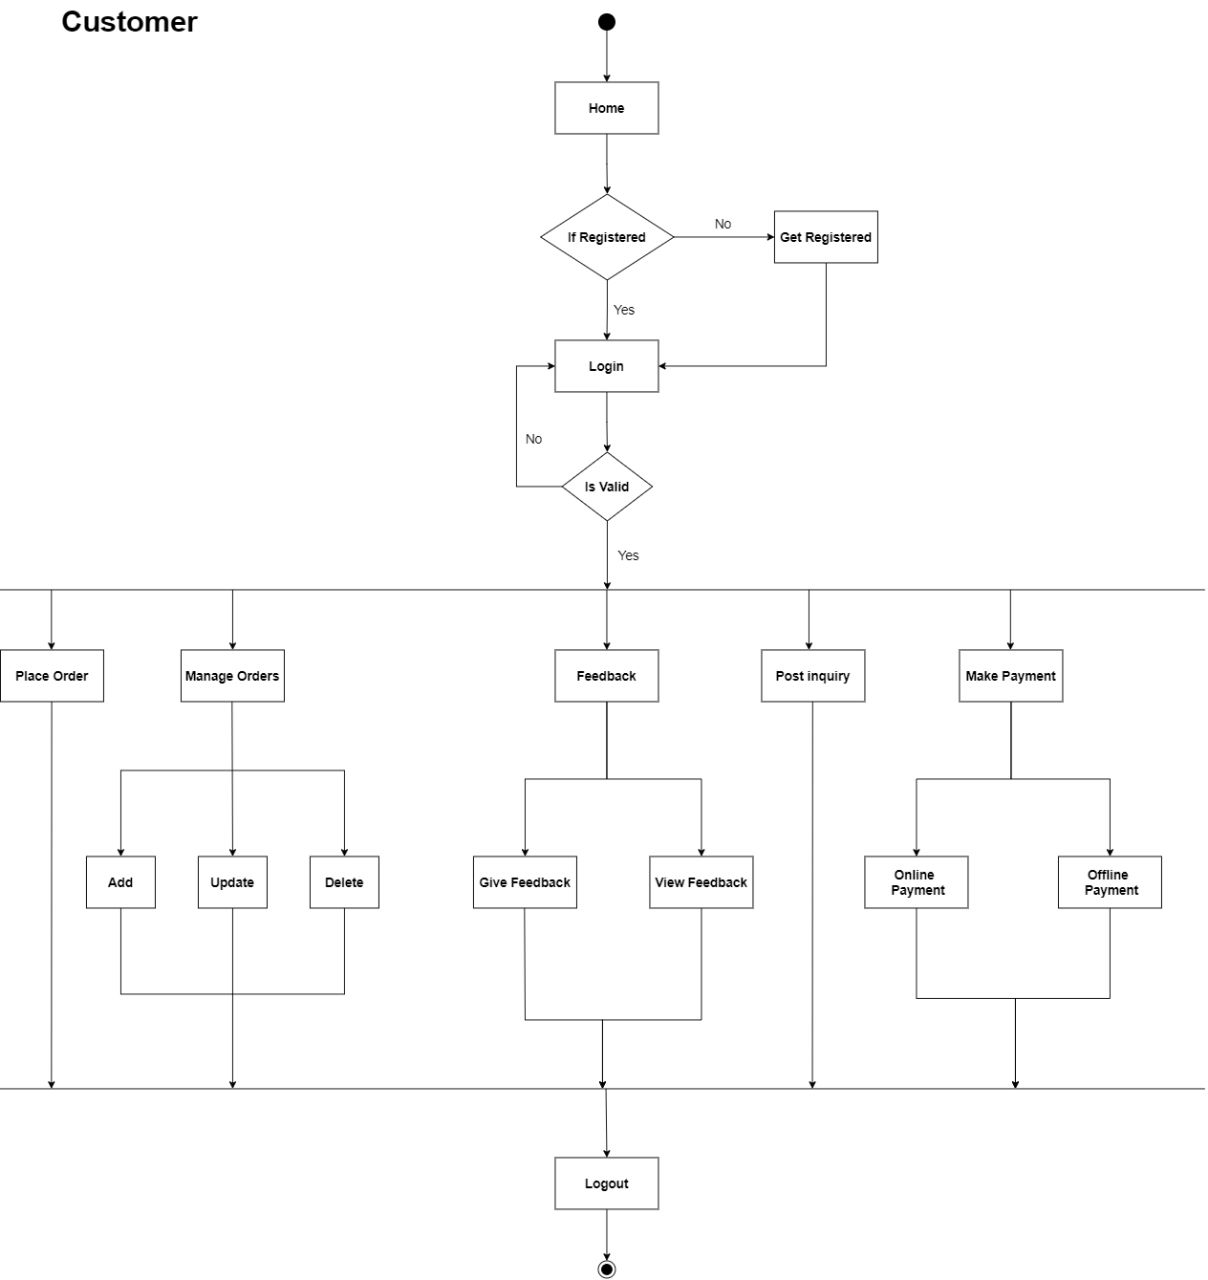 Customer
Home
If Registered
No
Get Registered
Yes
Login
No
Is Valid
Yes
Place Order
Manage Orders
Feedback
Post inquiry
Make Payment
Add
Update
Delete
Give Feedback
View Feedback
Online
Payment
Offline
Payment
Logout